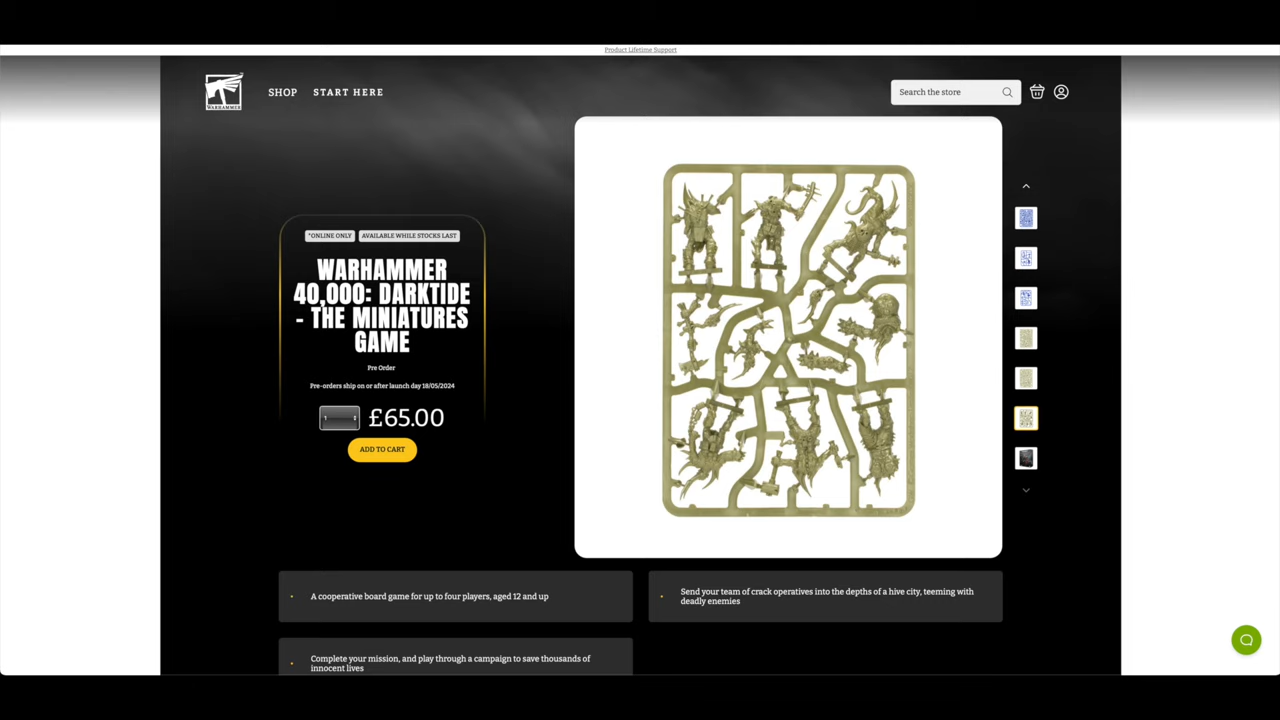 Product Lifetime Support
WARHAMMER
SHOP
START HERE
Search the store
*ONLINE ONLY
AVAILABLE WHILE STOCKS LAST
WARHAMMER
40,000: DARKTIDE
- THE MINIATURES
GAME
Pre Order
Pre-orders ship on or after launch day 18/05/2024
1
£65.00
ADD TO CART
A cooperative board game for up to four players, aged 12 and up
Send your team of crack operatives into the depths of a hive city, teeming with
deadly enemies
Complete your mission, and play through a campaign to save thousands of
innocent lives